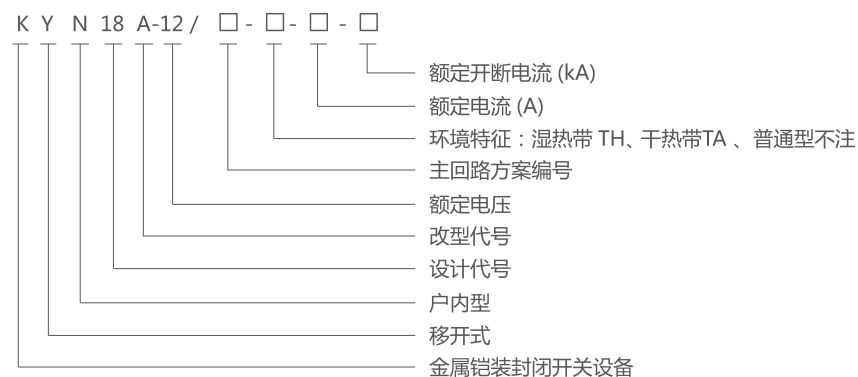 K Y N 18 A-12 / □ - □ - □ - □
额定开断电流 (kA)
额定电流 (A)
环境特征：湿热带 TH、干热带TA 、普通型不注
主回路方案编号
额定电压
改型代号
设计代号
户内型
移开式
金属铠装封闭开关设备